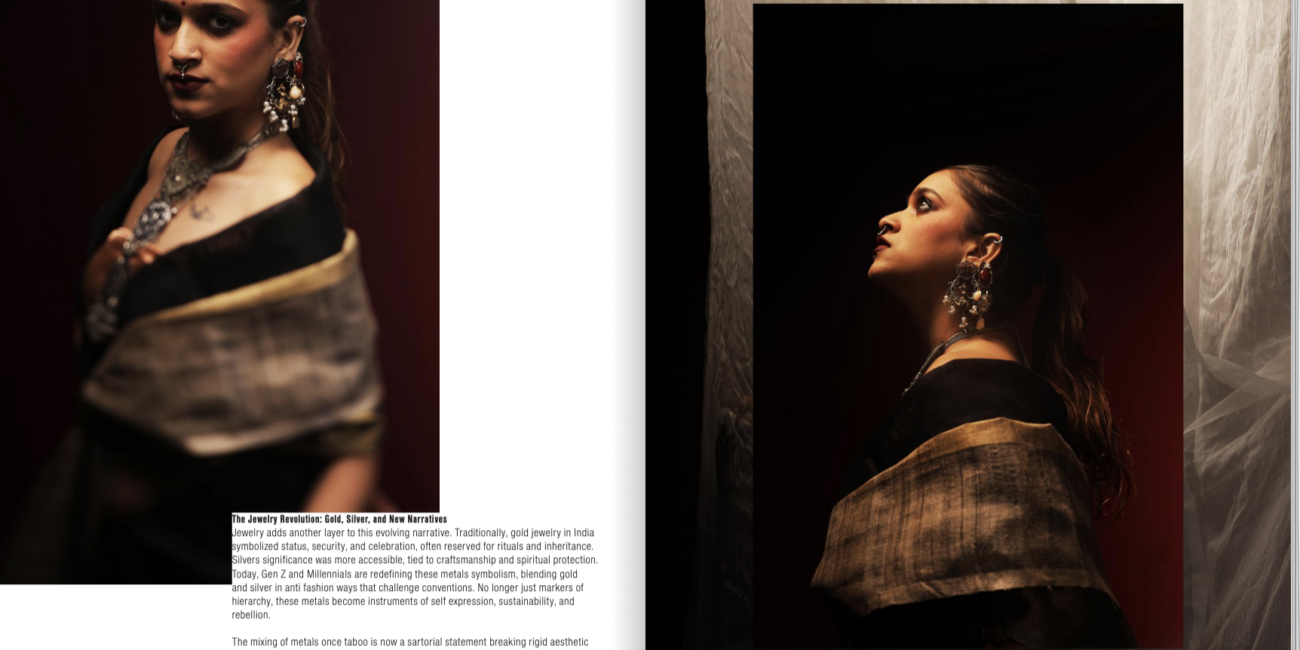 The Jewelry Revolution: Gold, Silver, and New Narratives
Jewelry adds another layer to this evolving narrative. Traditionally, gold jewelry in India
symbolized status, security, and celebration, often reserved for rituals and inheritance.
Silvers significance was more accessible, tied to craftsmanship and spiritual protection.
Today, Gen Z and Millennials are redefining these metals symbolism, blending gold
and silver in anti fashion ways that challenge conventions. No longer just markers of
hierarchy, these metals become instruments of self expression, sustainability, and
rebellion.
The mixing of metals once taboo is now a sartorial statement breaking rigid aesthetic